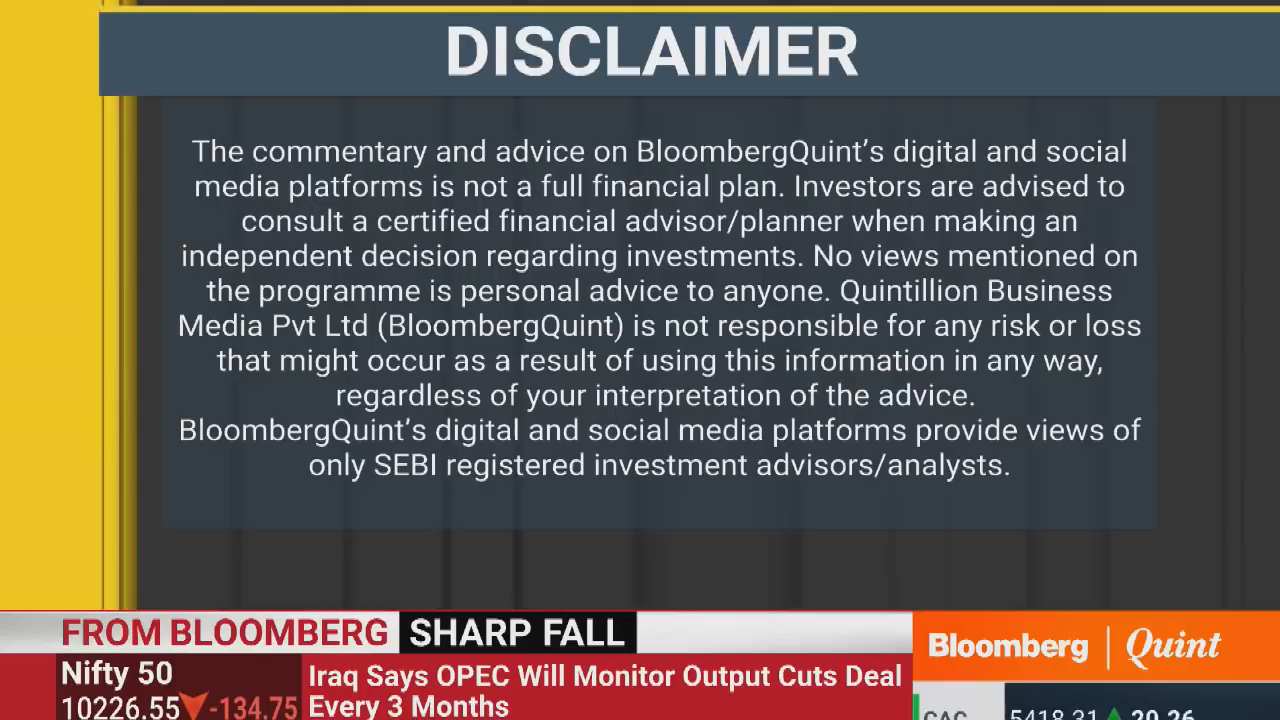 DISCLAIMER
The commentary and advice on BloombergQuint's digital and social
media platforms is not a full financial plan. Investors are advised to
consult a certified financial advisor/planner when making an
independent decision regarding investments. No views mentioned on
the programme is personal advice to anyone. Quintillion Business
Media Pvt Ltd (BloombergQuint) is not responsible for any risk or loss
that might occur as a result of using this information in any way,
regardless of your interpretation of the advice.
BloombergQuint's digital and social media platforms provide views of
only SEBI registered investment advisors/analysts.
FROM BLOOMBERG SHARP FALL
Bloomberg | Quint
Nifty 50
10226.55 -134.75
Iraq Says OPEC Will Monitor Output Cuts Deal
Every 3 Months
CAC 5418.31 20.26